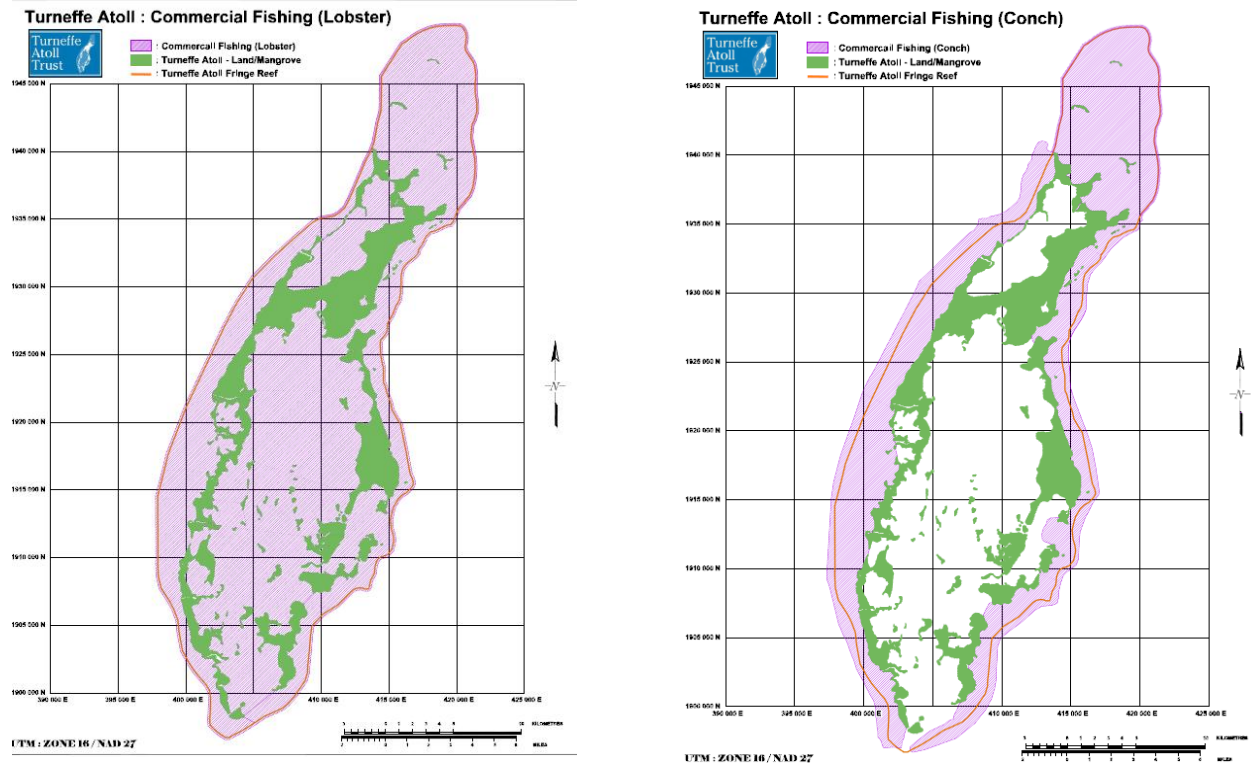 Turneffe Atoll : Commercial Fishing (Lobster)
Turneffe
Atoll
Trust
: Commercail Fishing (Lobster)
: Turneffe Atoll - Land/Mangrove
: Turneffe Atoll Fringe Reef
1945 000 N
1940 000 N
1935 000 N
1930 000 N
1925 000 N
1920 000 N
1915 000 N
1910 000 N
1905 000 N
1900 000 N
390 000 E
400 000 E
410 000 E
415 000 E
420 000 E
425 000 E
N
KILOMETRES
MILES
UTM : ZONE 16 / NAD 27
Turneffe Atoll : Commercial Fishing (Conch)
Turneffe
Atoll
Trust
: Commercail Fishing (Conch)
: Turneffe Atoll - Land/Mangrove
: Turneffe Atoll Fringe Reef
1945 000 N
1940 000 N
1935 000 N
1930 000 N
1925 000 N
1920 000 N
1915 000 N
1910 000 N
1905 000 N
1900 000 N
390 000 E
395 000 E
400 000 E
410 000 E
415 000 E
420 000 E
425 000 E
N
KILOMETRES
MILES
UTM : ZONE 16 / NAD 27